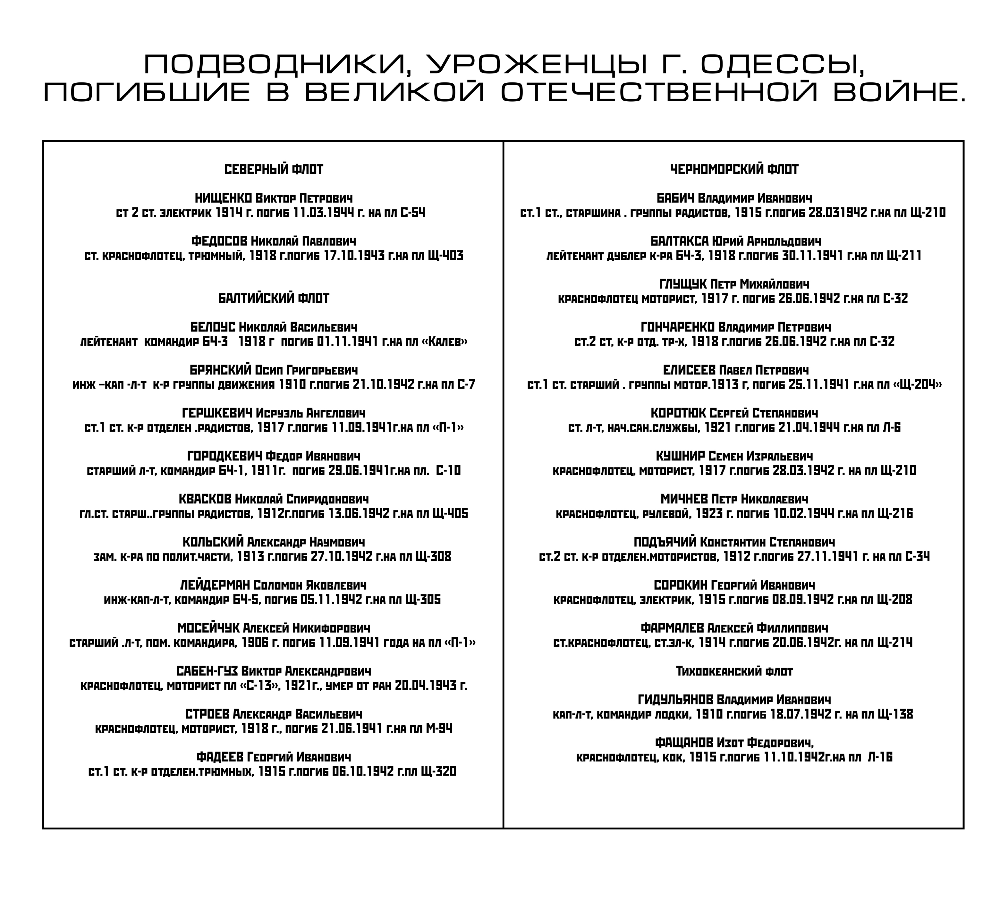 ПОДВОДНИКИ, УРОЖЕНЦЫ Г. ОДЕССЫ,
ПОГИБШИЕ В ВЕЛИКОЙ ОТЕЧЕСТВЕННОЙ ВОЙНЕ.
СЕВЕРНЫЙ ФЛОТ
НИЩЕНКО Виктор Петрович
ст 2 ст. электрик 1914 г. погиб 11.03.1944 г. на пл С-54
ФЕДОСОВ Николай Павлович
ст. краснофлотец, трюмный, 1918 г.погиб 17.10.1943 г.на пл Щ-403
БАЛТИЙСКИЙ ФЛОТ
БЕЛОУС Николай Васильевич
лейтенант командир БЧ-3 1918 г погиб 01.11.1941 г.на пл «Калев»
БРЯНСКИЙ Осип Григорьевич
инж –кап -л-т к-р группы движения 1910 г.погиб 21.10.1942 г.на пл С-7
ГЕРШКЕВИЧ Исруэль Ангелович
ст.1 ст. к-р отделен .радистов, 1917 г.погиб 11.09.1941г.на пл «П-1»
ГОРОДКЕВИЧ Федор Иванович
старший л-т, командир БЧ-1, 1911г. погиб 29.06.1941г.на пл. С-10
КВАСКОВ Николай Спиридонович
гл.ст. старш..группы радистов, 1912г.погиб 13.06.1942 г.на пл Щ-405
КОЛЬСКИЙ Александр Наумович
зам. к-ра по полит.части, 1913 г.погиб 27.10.1942 г.на пл Щ-308
ЛЕЙДЕРМАН Соломон Яковлевич
инж-кап-л-т, командир БЧ-5, погиб 05.11.1942 г.на пл Щ-305
МОСЕЙЧУК Алексей Никифорович
старший .л-т, пом. командира, 1906 г. погиб 11.09.1941 года на пл «П-1»
САБЕН-ГУЗ Виктор Александрович
краснофлотец, моторист пл «С-13», 1921г., умер от ран 20.04.1943 г.
СТРОЕВ Александр Васильевич
краснофлотец, моторист, 1918 г., погиб 21.06.1941 г.на пл М-94
ФАДЕЕВ Георгий Иванович
ст.1 ст. к-р отделен.трюмных, 1915 г.погиб 06.10.1942 г.пл Щ-320
ЧЕРНОМОРСКИЙ ФЛОТ
БАБИЧ Владимир Иванович
ст.1 ст., старшина . группы радистов, 1915 г.погиб 28.031942 г.на пл Щ-210
БАЛТАКСА Юрий Арнольдович
лейтенант дублер к-ра БЧ-3, 1918 г.погиб 30.11.1941 г.на пл Щ-211
ГЛУЩУК Петр Михайлович
краснофлотец моторист, 1917 г. погиб 26.06.1942 г.на пл С-32
ГОНЧАРЕНКО Владимир Петрович
ст.2 ст, к-р отд. тр-х, 1918 г.погиб 26.06.1942 г.на пл С-32
ЕЛИСЕЕВ Павел Петрович
ст.1 ст. старший . группы мотор.1913 г, погиб 25.11.1941 г.на пл «Щ-204»
КОРОТЮК Сергей Степанович
ст. л-т, нач.сан.службы, 1921 г.погиб 21.04.1944 г.на пл Л-6
КУШНИР Семен Изральевич
краснофлотец, моторист, 1917 г.погиб 28.03.1942 г. на пл Щ-210
МИЧНЕВ Петр Николаевич
краснофлотец, рулевой, 1923 г. погиб 10.02.1944 г.на пл Щ-216
ПОДЪЯЧИЙ Константин Степанович
ст.2 ст. к-р отделен.мотористов, 1912 г.погиб 27.11.1941 г. на пл С-34
СОРОКИН Георгий Иванович
краснофлотец, электрик, 1915 г.погиб 08.09.1942 г.на пл Щ-208
ФАРМАЛЕВ Алексей Филлипович
ст.краснофлотец, ст.эл-к, 1914 г.погиб 20.06.1942г. на пл Щ-214
Тихоокеанский флот
ГИДУЛЬЯНОВ Владимир Иванович
кап-л-т, командир лодки, 1910 г.погиб 18.07.1942 г. на пл Щ-138
ФАЩАНОВ Изот Федорович,
краснофлотец, кок, 1915 г.погиб 11.10.1942г.на пл Л-16